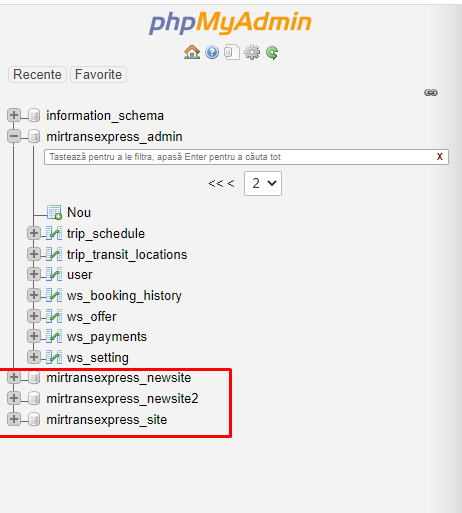 phpMyAdmin
Recente Favorite
information_schema
mirtransexpress_admin
Tastează pentru a le filtra, apasă Enter pentru a căuta tot X
<< < 2
Nou
trip_schedule
trip_transit_locations
user
ws_booking_history
ws_offer
ws_payments
ws_setting
mirtransexpress_newsite
mirtransexpress_newsite2
mirtransexpress_site